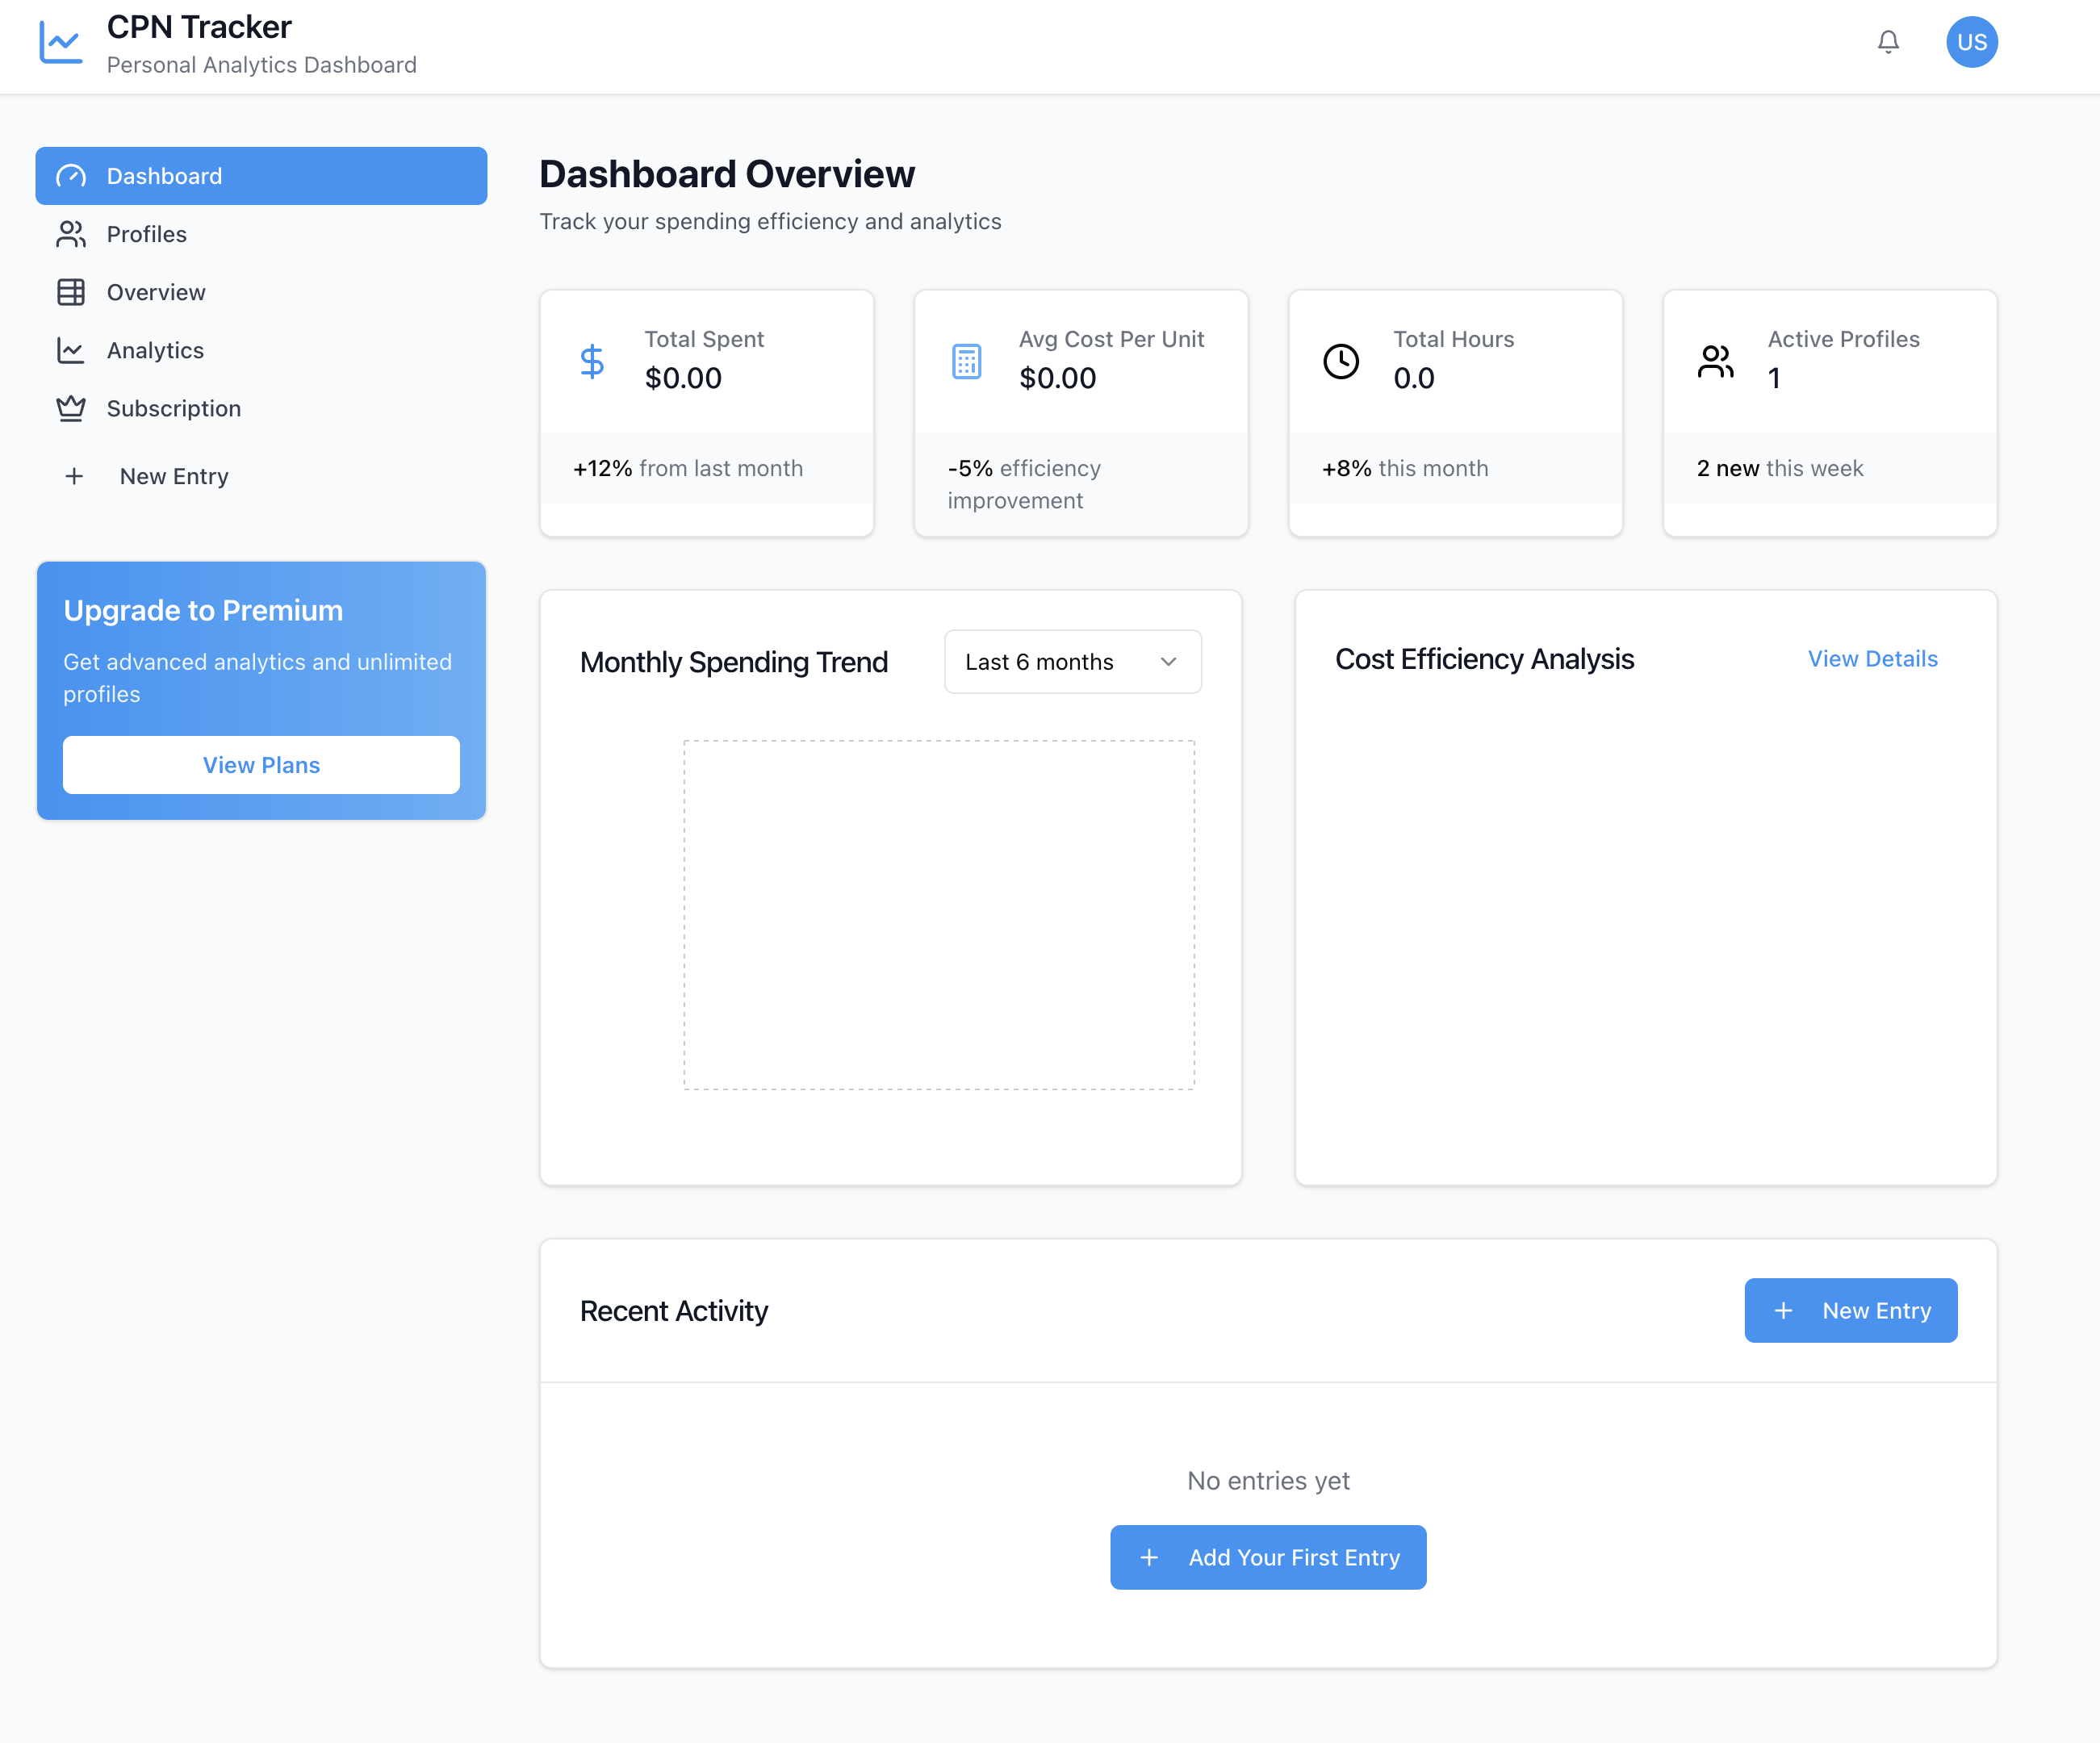 CPN Tracker
Personal Analytics Dashboard
US
Dashboard
Profiles
Overview
Analytics
Subscription
New Entry
Upgrade to Premium
Get advanced analytics and unlimited
profiles
View Plans
Dashboard Overview
Track your spending efficiency and analytics
Total Spent
$0.00
+12% from last month
Avg Cost Per Unit
$0.00
-5% efficiency
improvement
Total Hours
0.0
+8% this month
Active Profiles
1
2 new this week
Monthly Spending Trend
Last 6 months
Cost Efficiency Analysis
View Details
Recent Activity
New Entry
No entries yet
Add Your First Entry